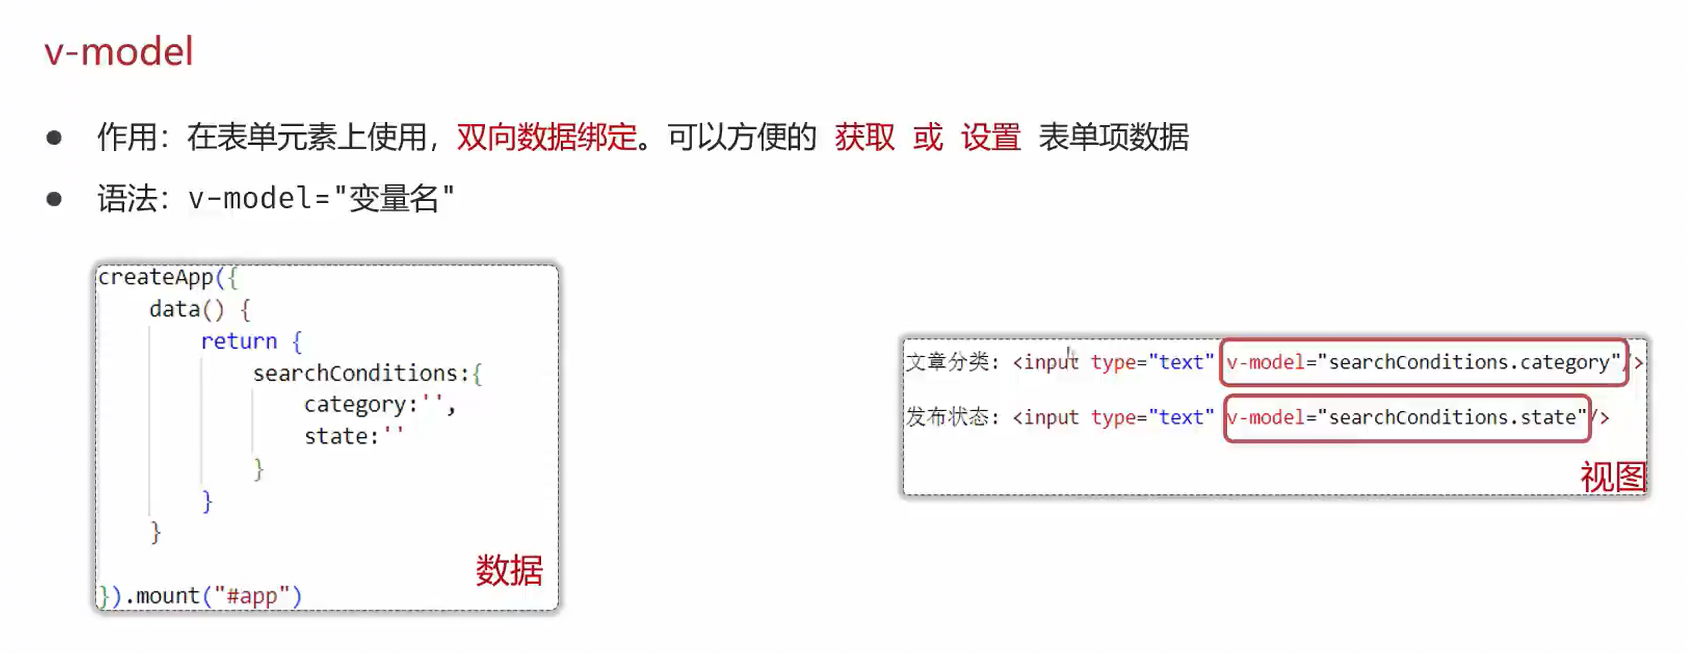 v-model
● 作用：在表单元素上使用，双向数据绑定。可以方便的 获取 或 设置 表单项数据
● 语法：v-model="变量名"
createApp({
    data() {
        return {
            searchConditions:{
                category:'',
                state:''
            }
        }
    }
}).mount("#app")
数据
文章分类: <input type="text" v-model="searchConditions.category"/>
发布状态: <input type="text" v-model="searchConditions.state"/>
视图